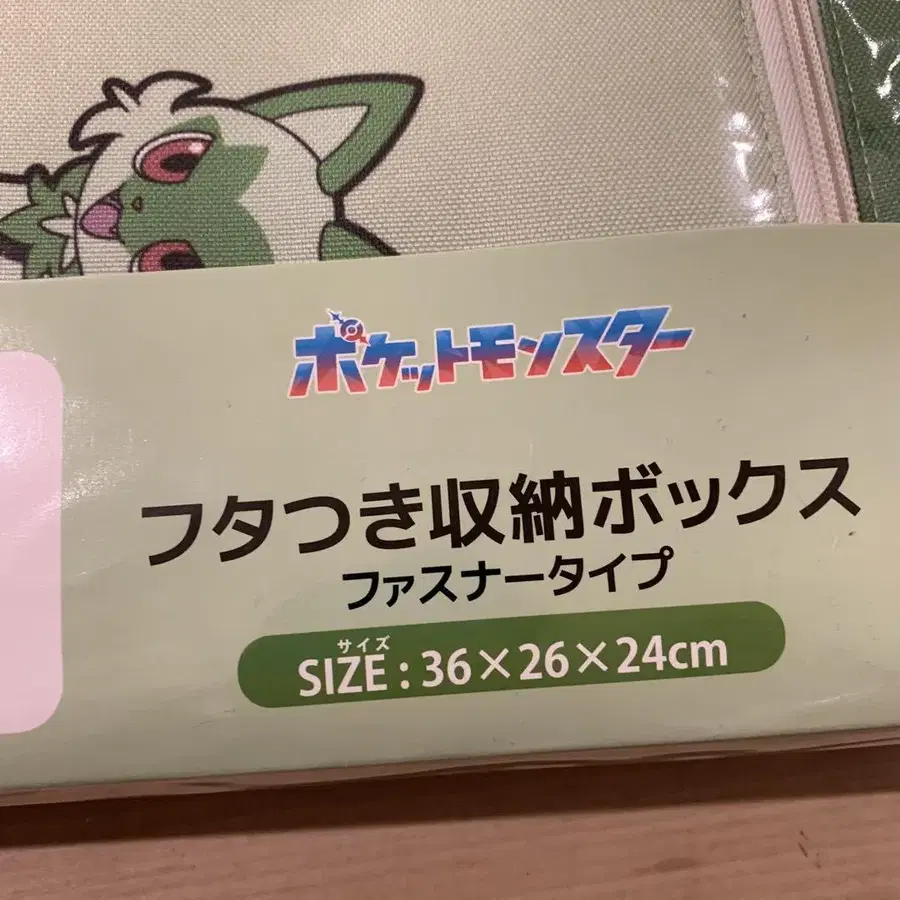 ポケットモンスター
フタつき収納ボックス
ファスナータイプ
サイズ
SIZE : 36×26×24cm